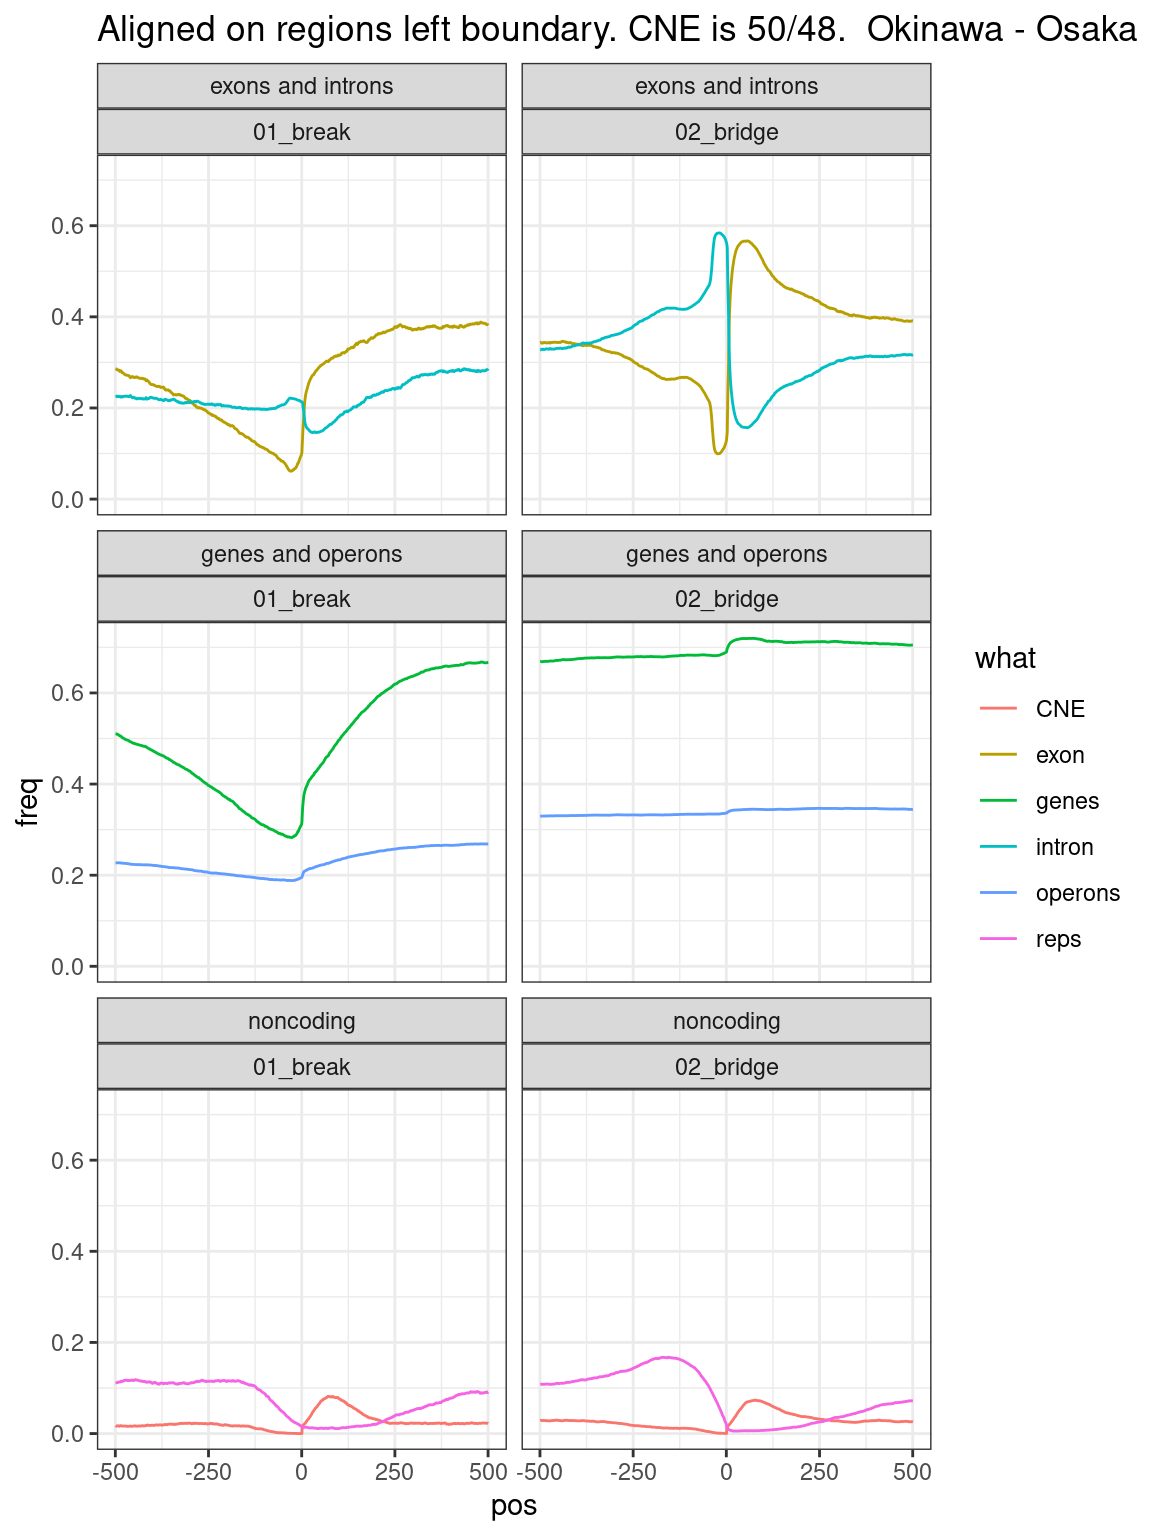 Aligned on regions left boundary. CNE is 50/48.  Okinawa - Osaka
exons and introns
exons and introns
01_break
02_bridge
0.6
0.4
0.2
0.0
genes and operons
genes and operons
01_break
02_bridge
0.6
0.4
0.2
0.0
noncoding
noncoding
01_break
02_bridge
0.6
0.4
0.2
0.0
-500 -250 0 250 500
-500 -250 0 250 500
pos
freq
what
CNE
exon
genes
intron
operons
reps